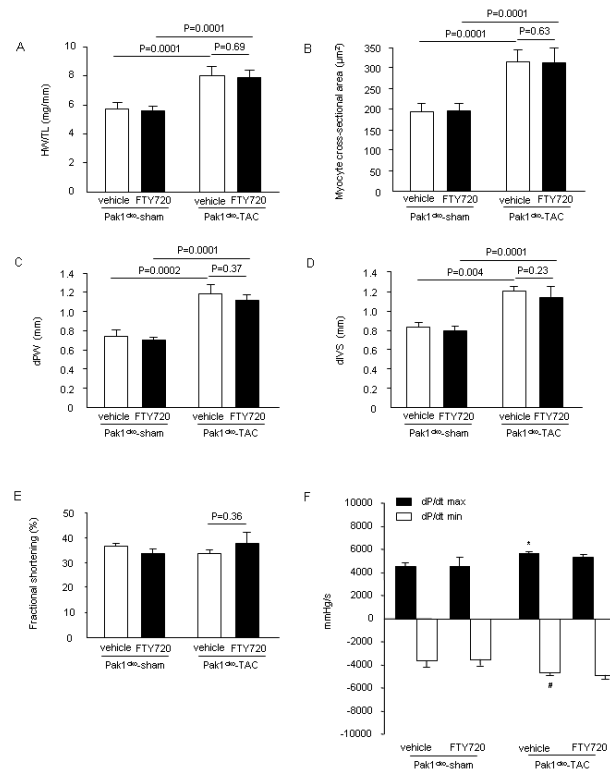 A
P=0.0001
P=0.0001
P=0.69
HW/TL (mg/mm)
10
8
6
4
2
0
vehicle FTY720 vehicle FTY720
Pak1cko-sham Pak1cko-TAC
B
P=0.0001
P=0.0001
P=0.63
Myocyte cross-sectional area (µm²)
350
300
250
200
150
100
50
0
vehicle FTY720 vehicle FTY720
Pak1cko-sham Pak1cko-TAC
C
P=0.0001
P=0.0002
P=0.37
dPW (mm)
1.4
1.2
1.0
0.8
0.6
0.4
0.2
0
vehicle FTY720 vehicle FTY720
Pak1cko-sham Pak1cko-TAC
D
P=0.0001
P=0.004
P=0.23
dIVS (mm)
1.4
1.2
1.0
0.8
0.6
0.4
0.2
0
vehicle FTY720 vehicle FTY720
Pak1cko-sham Pak1cko-TAC
E
P=0.36
Fractional shortening (%)
50
40
30
20
10
0
vehicle FTY720 vehicle FTY720
Pak1cko-sham Pak1cko-TAC
F
dP/dt max
dP/dt min
mmHg/s
10000
8000
6000
4000
2000
0
-2000
-4000
-6000
-8000
-10000
*
#
vehicle FTY720 vehicle FTY720
Pak1cko-sham Pak1cko-TAC